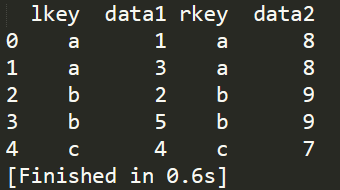 lkey data1 rkey data2
0 a 1 a 8
1 a 3 a 8
2 b 2 b 9
3 b 5 b 9
4 c 4 c 7
[Finished in 0.6s]